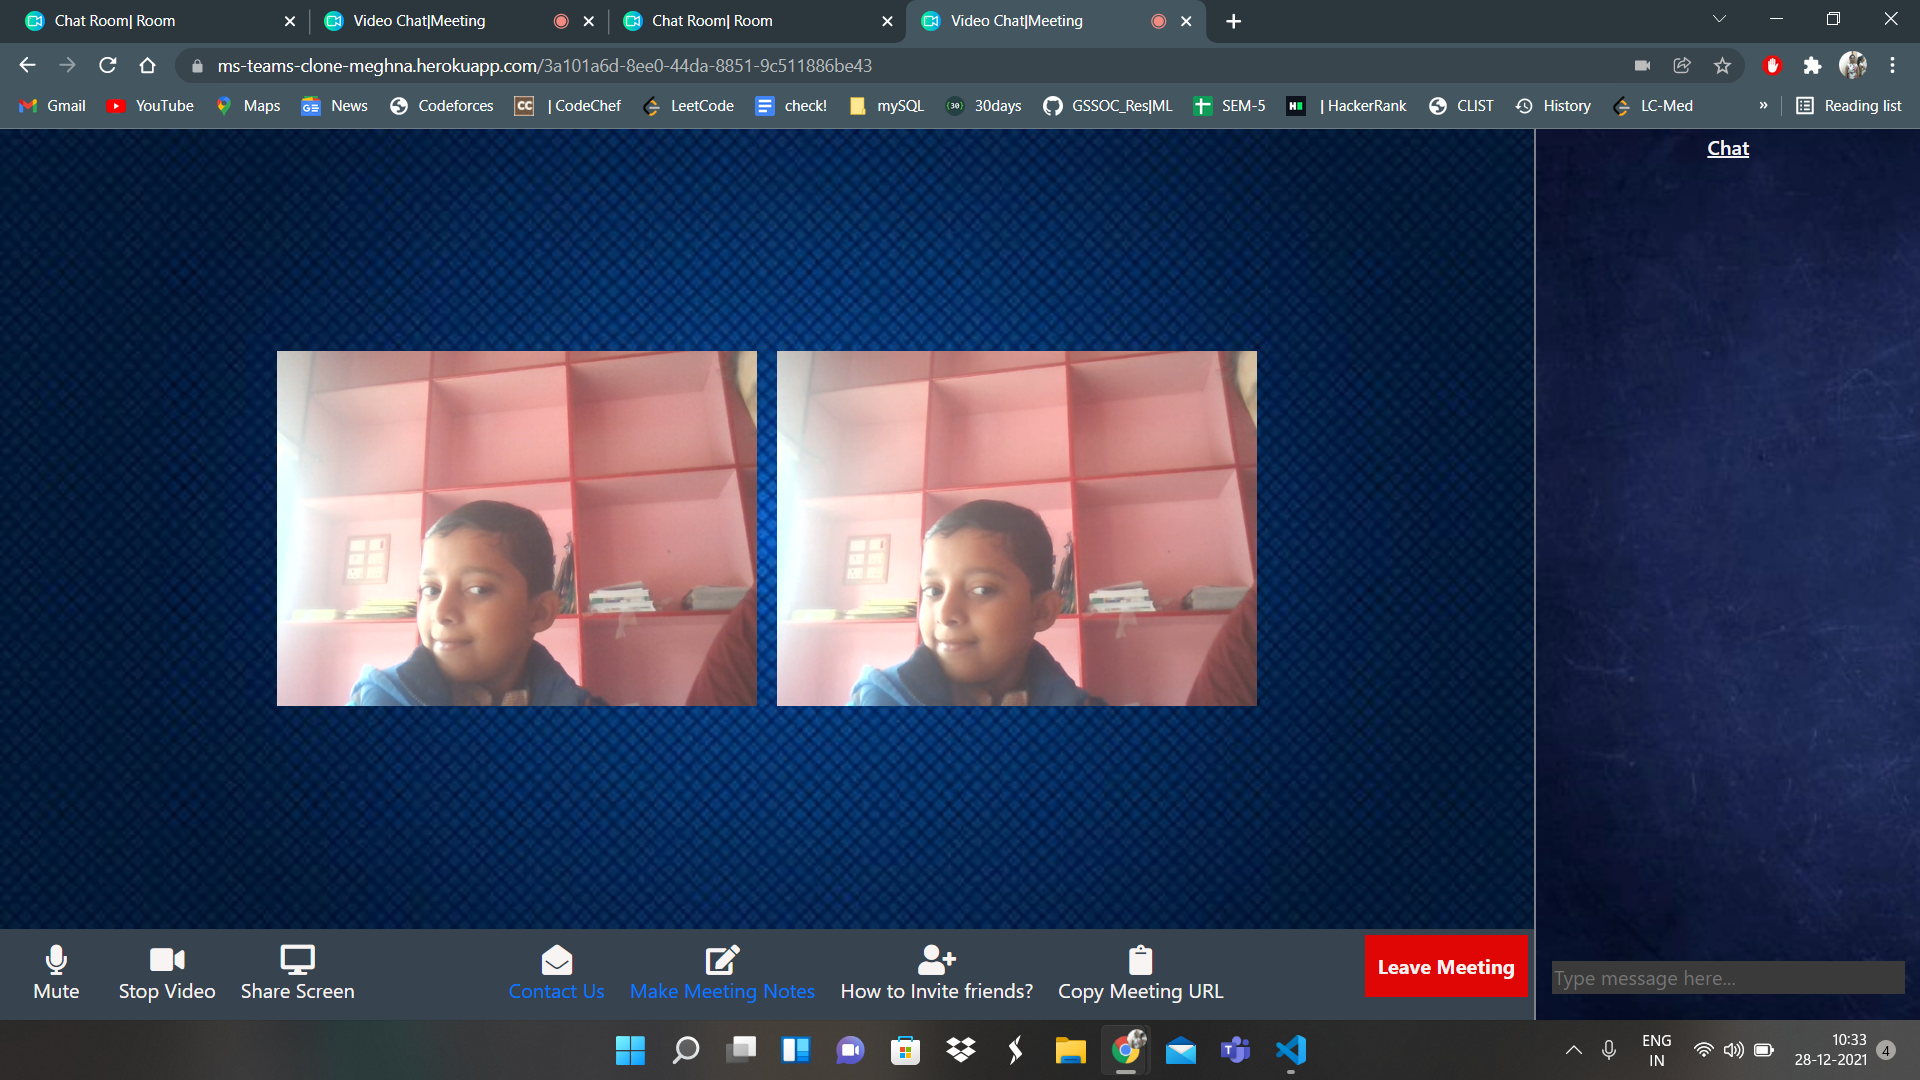 Chat Room| Room
Video Chat|Meeting
Chat Room| Room
Video Chat|Meeting
ms-teams-clone-meghna.herokuapp.com/3a101a6d-8ee0-44da-8851-9c511886be43
Gmail
YouTube
Maps
News
Codeforces
CC | CodeChef
LeetCode
check!
mySQL
{30} 30days
GSSOC_Res|ML
SEM-5
H | HackerRank
CLIST
History
LC-Med
»
Reading list
Chat
Mute
Stop Video
Share Screen
Contact Us
Make Meeting Notes
How to Invite friends?
Copy Meeting URL
Leave Meeting
Type message here...
ENG
IN
10:33
28-12-2021
4